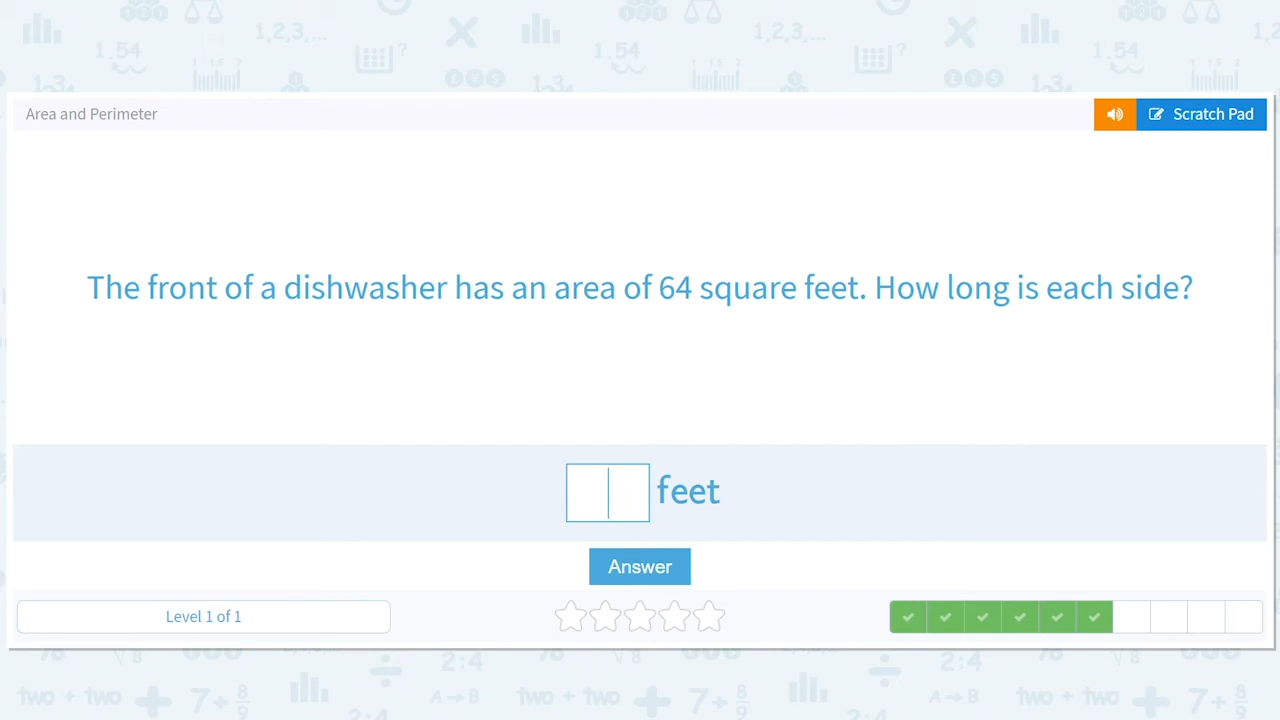 Area and Perimeter
Scratch Pad
The front of a dishwasher has an area of 64 square feet. How long is each side?
feet
Answer
Level 1 of 1